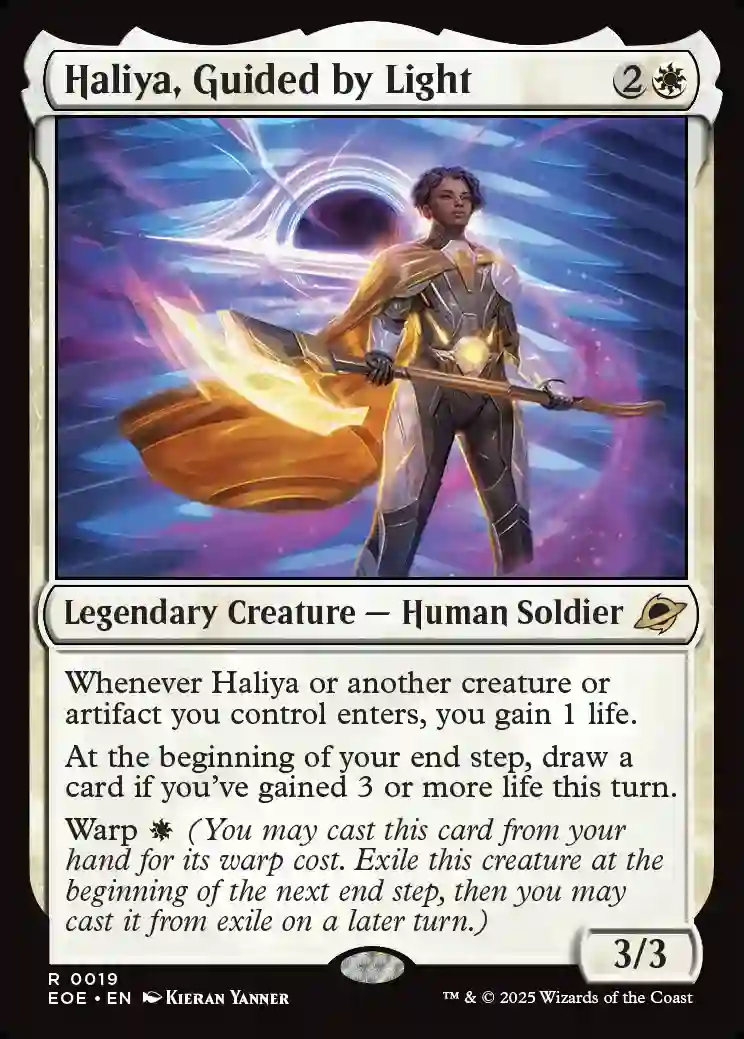 Haliya, Guided by Light 2
Legendary Creature — Human Soldier
Whenever Haliya or another creature or
artifact you control enters, you gain 1 life.
At the beginning of your end step, draw a
card if you've gained 3 or more life this turn.
Warp (You may cast this card from your
hand for its warp cost. Exile this creature at the
beginning of the next end step, then you may
cast it from exile on a later turn.)
3/3
R 0019
EOE • EN KIERAN YANNER
™ & © 2025 Wizards of the Coast